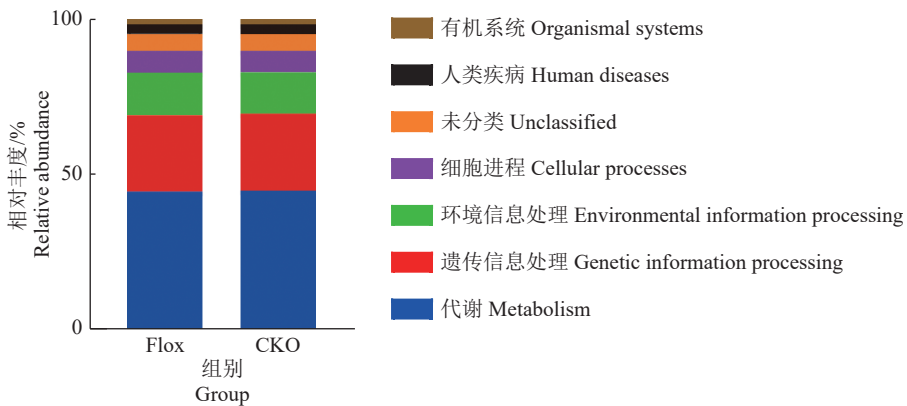 100
50
0
相对丰度/%
Relative abundance
Flox
CKO
组别
Group
有机系统 Organismal systems
人类疾病 Human diseases
未分类 Unclassified
细胞进程 Cellular processes
环境信息处理 Environmental information processing
遗传信息处理 Genetic information processing
代谢 Metabolism